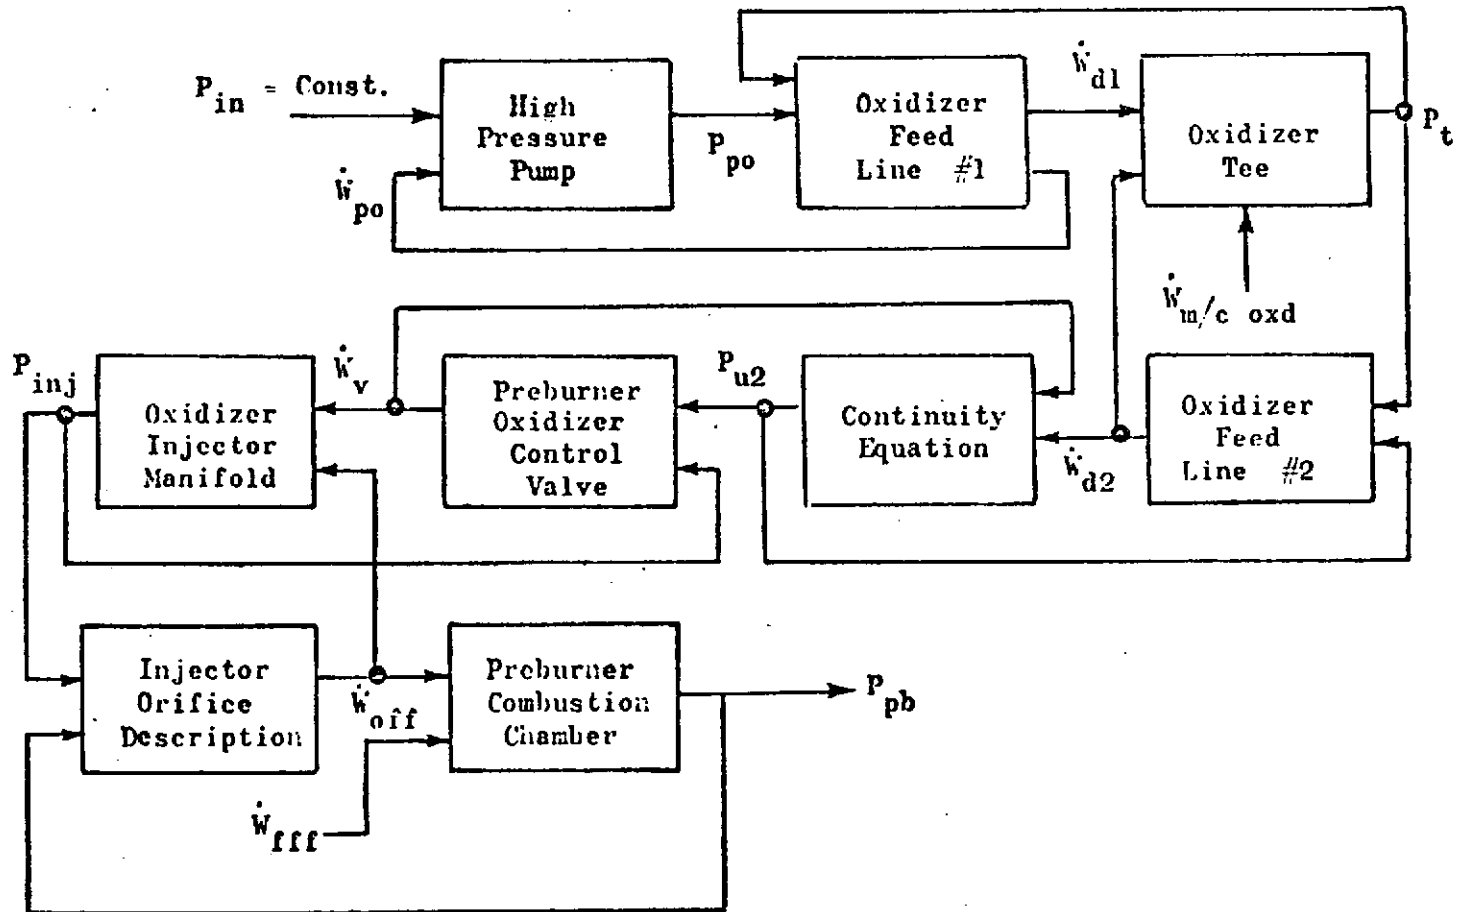 P_in = Const.
High
Pressure
Pump
Ẇ_po
P_po
Oxidizer
Feed
Line #1
Ẇ_d1
Oxidizer
Tee
P_t
Ẇ_m/c oxd
P_inj
Oxidizer
Injector
Manifold
Ẇ_v
Preburner
Oxidizer
Control
Valve
P_u2
Continuity
Equation
Ẇ_d2
Oxidizer
Feed
Line #2
Injector
Orifice
Description
Ẇ_off
Preburner
Combustion
Chamber
P_pb
Ẇ_fff